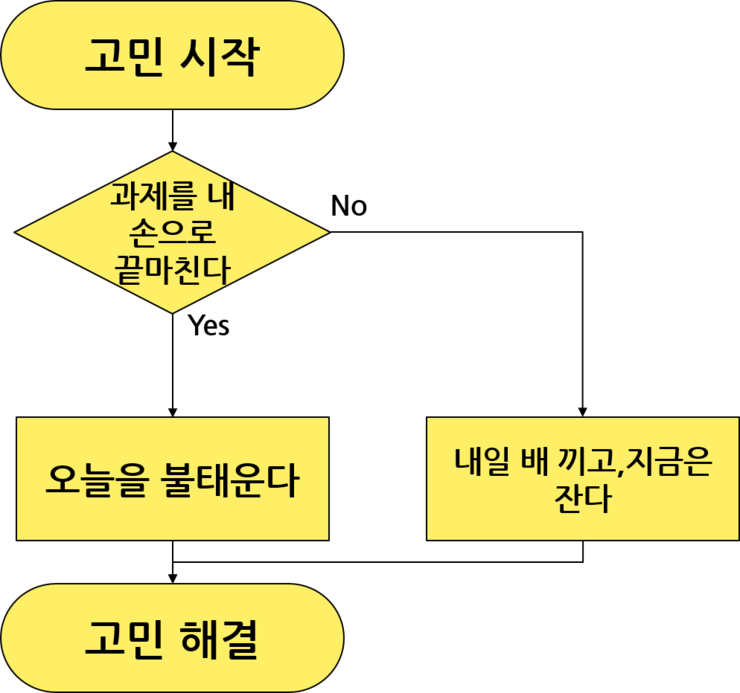 고민 시작
과제를 내
손으로
끝마친다
No
Yes
오늘을 불태운다
내일 배 끼고,지금은
잔다
고민 해결